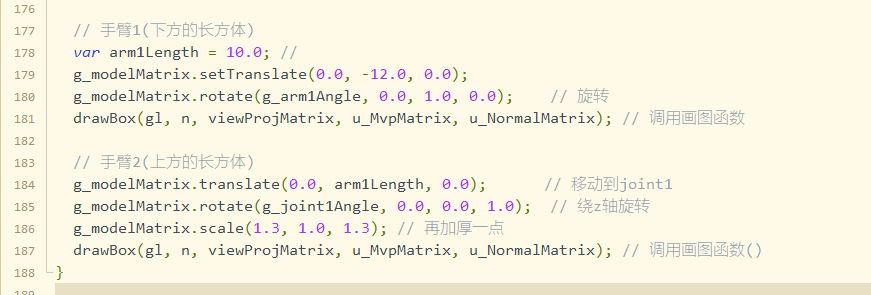 176
177 // 手臂1(下方的长方体)
178 var arm1Length = 10.0; //
179 g_modelMatrix.setTranslate(0.0, -12.0, 0.0);
180 g_modelMatrix.rotate(g_arm1Angle, 0.0, 1.0, 0.0);    // 旋转
181 drawBox(gl, n, viewProjMatrix, u_MvpMatrix, u_NormalMatrix); // 调用画图函数
182
183 // 手臂2(上方的长方体)
184 g_modelMatrix.translate(0.0, arm1Length, 0.0);      // 移动到joint1
185 g_modelMatrix.rotate(g_joint1Angle, 0.0, 0.0, 1.0);  // 绕z轴旋转
186 g_modelMatrix.scale(1.3, 1.0, 1.3); // 再加厚一点
187 drawBox(gl, n, viewProjMatrix, u_MvpMatrix, u_NormalMatrix); // 调用画图函数()
188 }
189